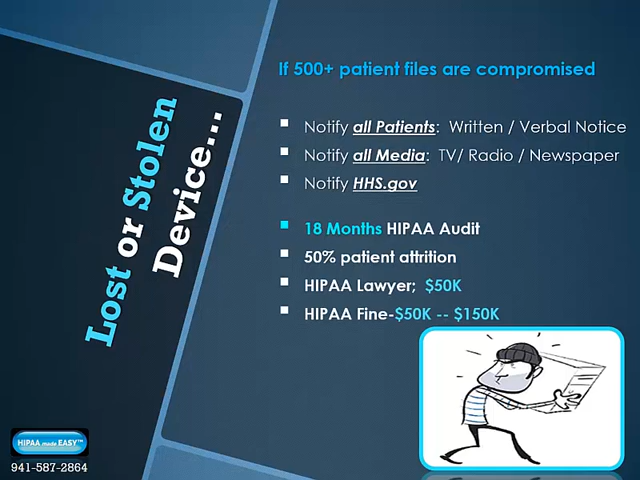 Lost or Stolen
Device...
If 500+ patient files are compromised
Notify all Patients: Written / Verbal Notice
Notify all Media: TV/ Radio / Newspaper
Notify HHS.gov
18 Months HIPAA Audit
50% patient attrition
HIPAA Lawyer; $50K
HIPAA Fine-$50K -- $150K
HIPAA made EASY™
941-587-2864